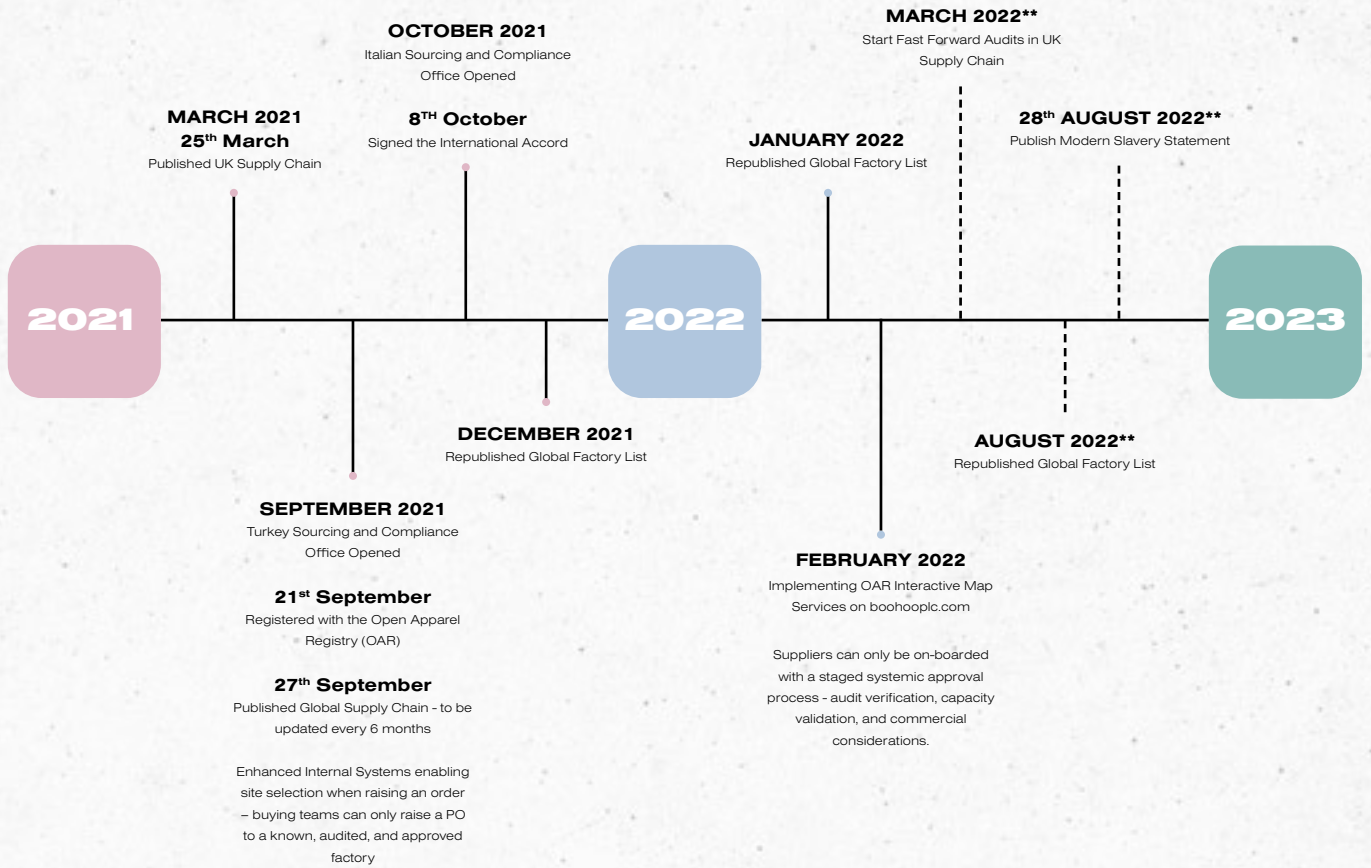 2021
MARCH 2021
25th March
Published UK Supply Chain
SEPTEMBER 2021
Turkey Sourcing and Compliance
Office Opened
21st September
Registered with the Open Apparel
Registry (OAR)
27th September
Published Global Supply Chain - to be
updated every 6 months
Enhanced Internal Systems enabling
site selection when raising an order
– buying teams can only raise a PO
to a known, audited, and approved
factory
OCTOBER 2021
Italian Sourcing and Compliance
Office Opened
8TH October
Signed the International Accord
DECEMBER 2021
Republished Global Factory List
2022
JANUARY 2022
Republished Global Factory List
FEBRUARY 2022
Implementing OAR Interactive Map
Services on boohooplc.com
Suppliers can only be on-boarded
with a staged systemic approval
process - audit verification, capacity
validation, and commercial
considerations.
MARCH 2022**
Start Fast Forward Audits in UK
Supply Chain
AUGUST 2022**
Republished Global Factory List
28th AUGUST 2022**
Publish Modern Slavery Statement
2023